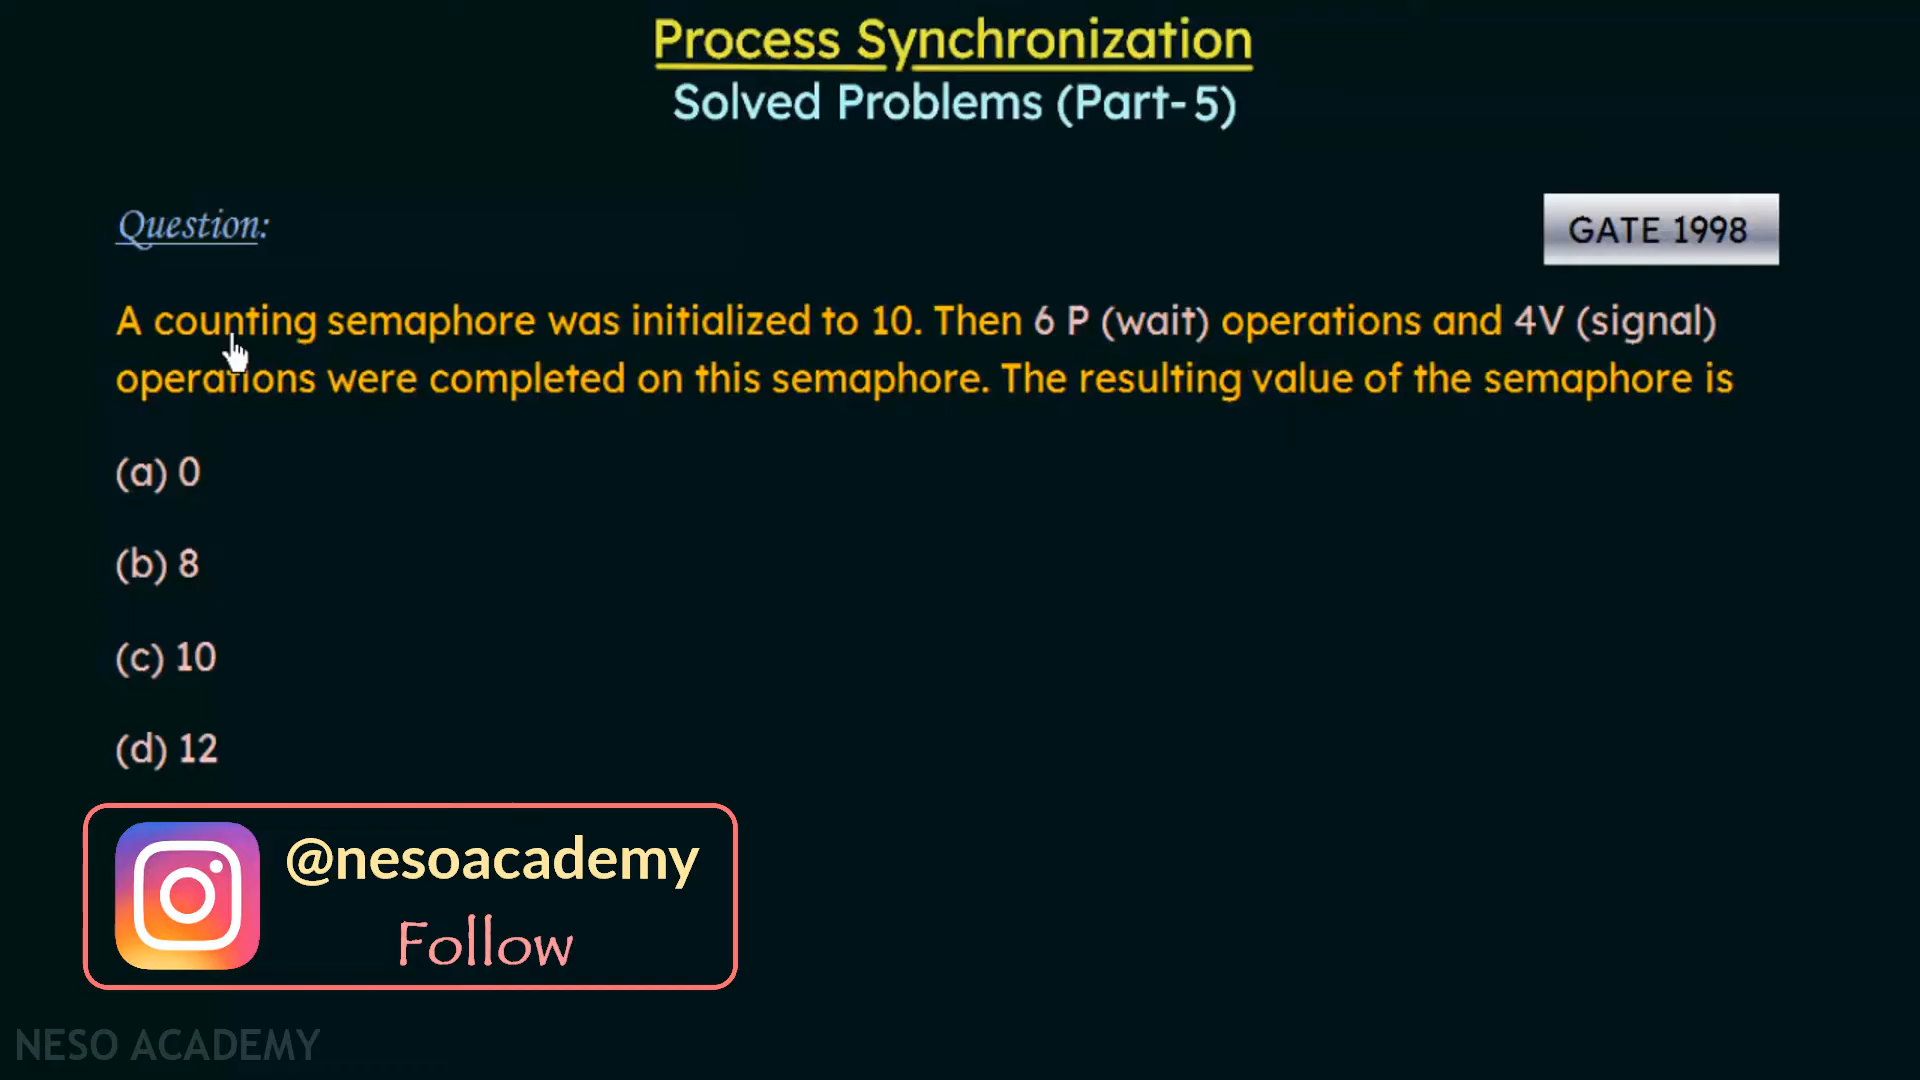 Process Synchronization
Solved Problems (Part-5)
Question:
GATE 1998
A counting semaphore was initialized to 10. Then 6 P (wait) operations and 4V (signal)
operations were completed on this semaphore. The resulting value of the semaphore is
(a) 0
(b) 8
(c) 10
(d) 12
@nesoacademy
Follow
NESO ACADEMY